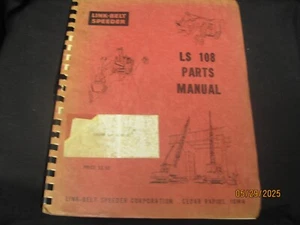 LINK-BELT
SPEEDER
LS 108
PARTS
MANUAL
LINK-BELT SPEEDER CORPORATION CEDAR RAPIDS, IOWA
05/29/2025